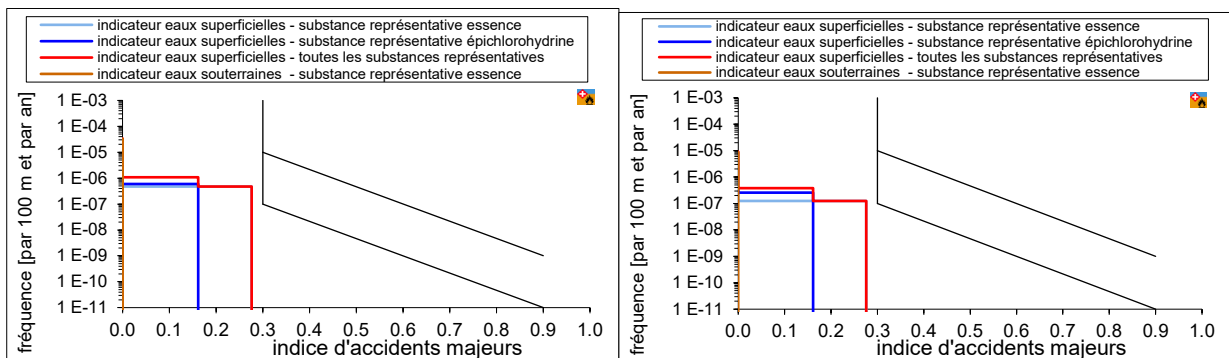 indicateur eaux superficielles - substance représentative essence
indicateur eaux superficielles - substance représentative épichlorohydrine
indicateur eaux superficielles - toutes les substances représentatives
indicateur eaux souterraines - substance représentative essence
fréquence [par 100 m et par an]
1 E-03
1 E-04
1 E-05
1 E-06
1 E-07
1 E-08
1 E-09
1 E-10
1 E-11
0.0 0.1 0.2 0.3 0.4 0.5 0.6 0.7 0.8 0.9 1.0
indice d'accidents majeurs
indicateur eaux superficielles - substance représentative essence
indicateur eaux superficielles - substance représentative épichlorohydrine
indicateur eaux superficielles - toutes les substances représentatives
indicateur eaux souterraines - substance représentative essence
fréquence [par 100 m et par an]
1 E-03
1 E-04
1 E-05
1 E-06
1 E-07
1 E-08
1 E-09
1 E-10
1 E-11
0.0 0.1 0.2 0.3 0.4 0.5 0.6 0.7 0.8 0.9 1.0
indice d'accidents majeurs